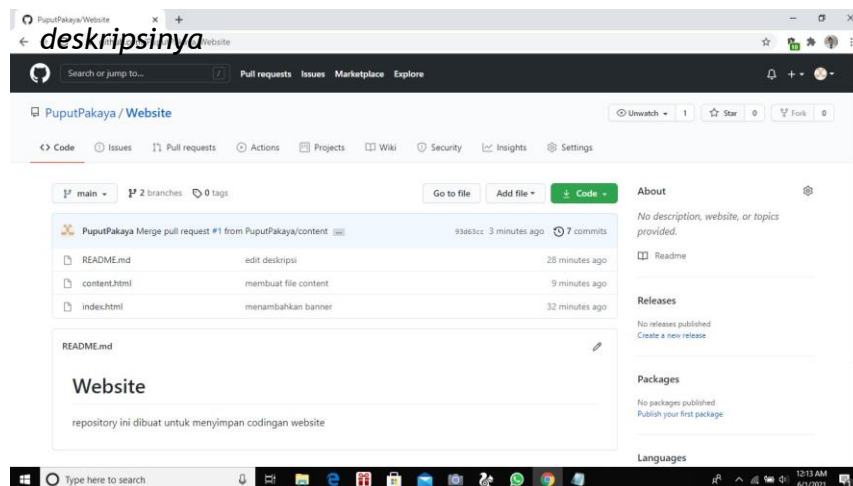 PuputPakaya/Website
deskripsinya
Website
Search or jump to... /
Pull requests Issues Marketplace Explore
PuputPakaya / Website
Unwatch 1 Star 0 Fork 0
Code Issues Pull requests Actions Projects Wiki Security Insights Settings
main 2 branches 0 tags Go to file Add file Code
PuputPakaya Merge pull request #1 from PuputPakaya/content ... 93d63cc 3 minutes ago 7 commits
README.md edit deskripsi 28 minutes ago
content.html membuat file content 9 minutes ago
index.html menambahkan banner 32 minutes ago
README.md
Website
repository ini dibuat untuk menyimpan codingan website
About
No description, website, or topics
provided.
Readme
Releases
No releases published
Create a new release
Packages
No packages published
Publish your first package
Languages
Type here to search
12:13 AM
6/1/2021